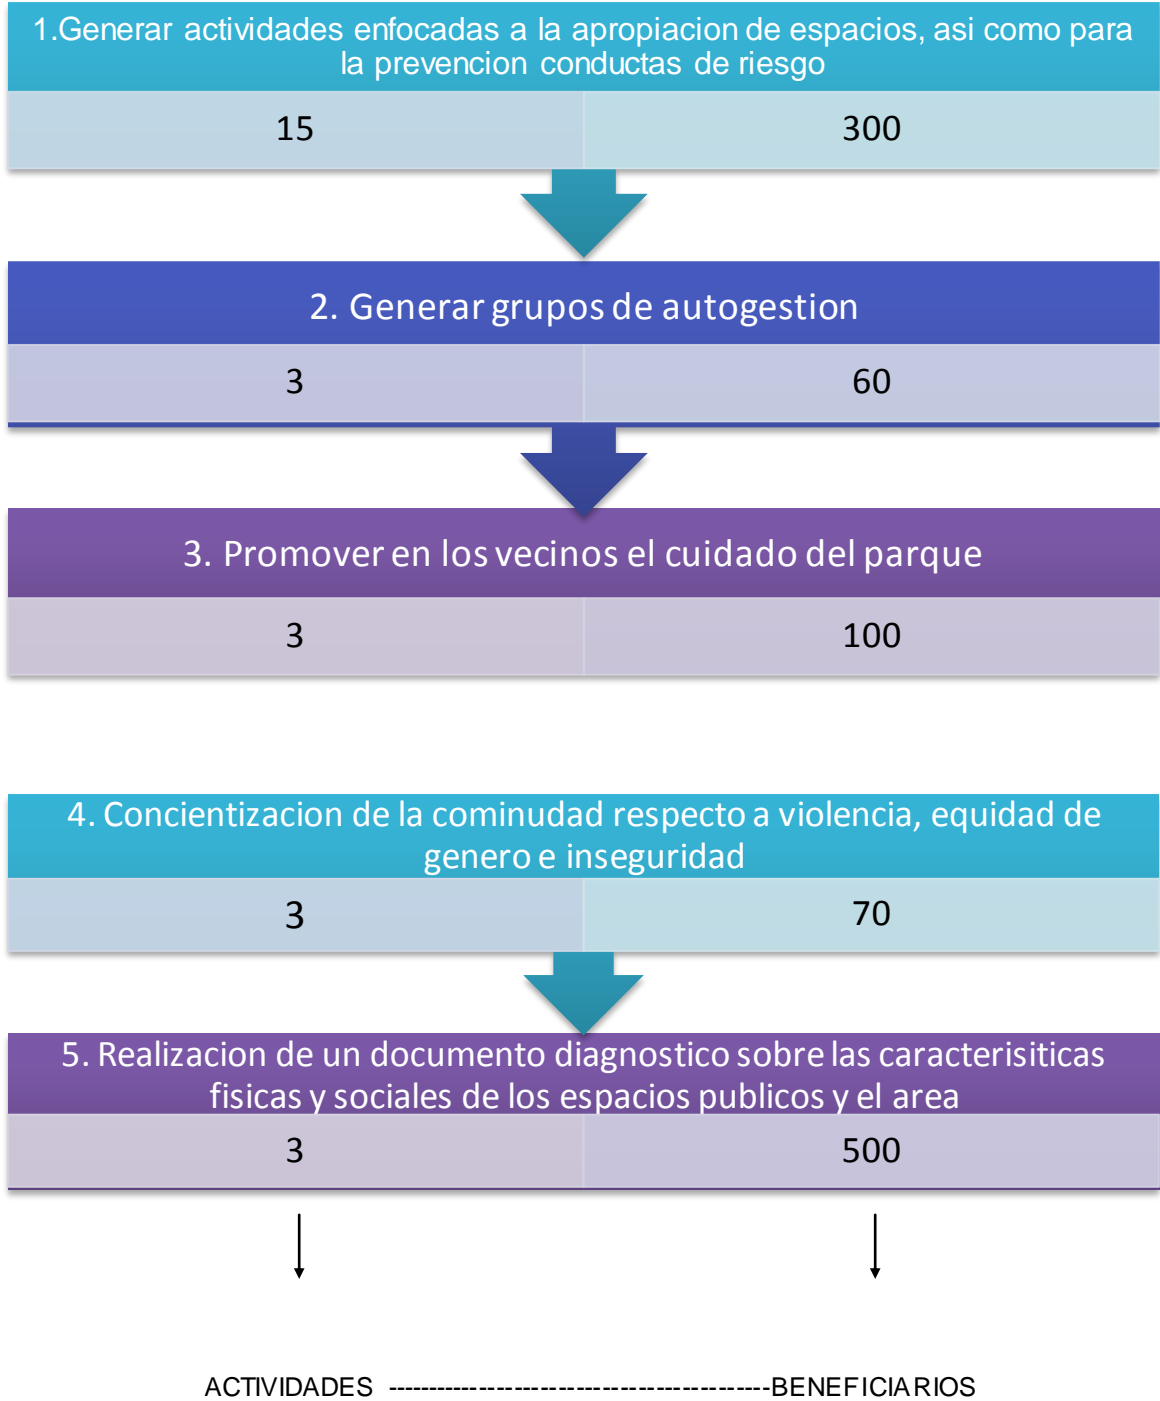 1.Generar actividades enfocadas a la apropiacion de espacios, asi como para
la prevencion conductas de riesgo
15 300
2. Generar grupos de autogestion
3 60
3. Promover en los vecinos el cuidado del parque
3 100
4. Concientizacion de la cominudad respecto a violencia, equidad de
genero e inseguridad
3 70
5. Realizacion de un documento diagnostico sobre las caracterisiticas
fisicas y sociales de los espacios publicos y el area
3 500
ACTIVIDADES ---------------------------------------------BENEFICIARIOS